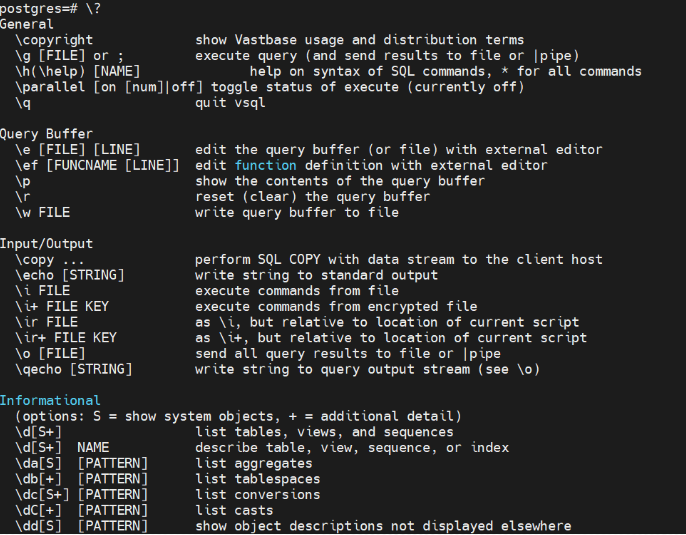 postgres=# \?
General
  \copyright             show Vastbase usage and distribution terms
  \g [FILE] or ;         execute query (and send results to file or |pipe)
  \h(\help) [NAME]              help on syntax of SQL commands, * for all commands
  \parallel [on [num]|off] toggle status of execute (currently off)
  \q                     quit vsql

Query Buffer
  \e [FILE] [LINE]       edit the query buffer (or file) with external editor
  \ef [FUNCNAME [LINE]]  edit function definition with external editor
  \p                     show the contents of the query buffer
  \r                     reset (clear) the query buffer
  \w FILE                write query buffer to file

Input/Output
  \copy ...              perform SQL COPY with data stream to the client host
  \echo [STRING]         write string to standard output
  \i FILE                execute commands from file
  \i+ FILE KEY           execute commands from encrypted file
  \ir FILE               as \i, but relative to location of current script
  \ir+ FILE KEY          as \i+, but relative to location of current script
  \o [FILE]              send all query results to file or |pipe
  \qecho [STRING]        write string to query output stream (see \o)

Informational
  (options: S = show system objects, + = additional detail)
  \d[S+]                 list tables, views, and sequences
  \d[S+]  NAME           describe table, view, sequence, or index
  \da[S]  [PATTERN]      list aggregates
  \db[+]  [PATTERN]      list tablespaces
  \dc[S+] [PATTERN]      list conversions
  \dC[+]  [PATTERN]      list casts
  \dd[S]  [PATTERN]      show object descriptions not displayed elsewhere